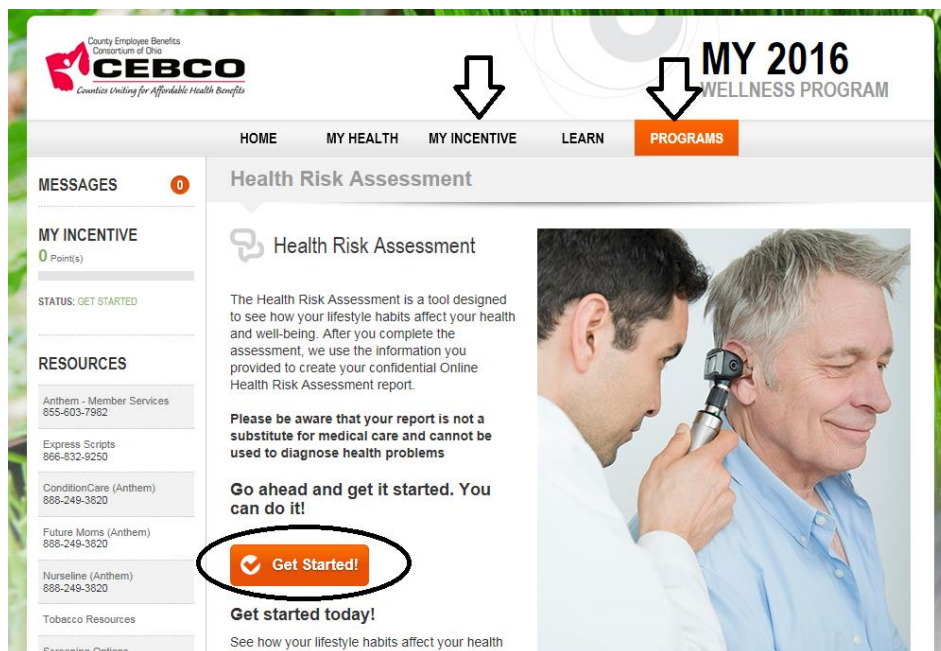 County Employee Benefits
Consortium of Ohio
CEBCO
Counties Uniting for Affordable Health Benefits
MY 2016
WELLNESS PROGRAM
HOME MY HEALTH MY INCENTIVE LEARN PROGRAMS
MESSAGES 0
MY INCENTIVE
0 Point(s)
STATUS: GET STARTED
RESOURCES
Anthem - Member Services
855-603-7982
Express Scripts
866-832-9250
ConditionCare (Anthem)
888-249-3820
Future Moms (Anthem)
888-249-3820
Nurseline (Anthem)
888-249-3820
Tobacco Resources
Screening Options
Health Risk Assessment
Health Risk Assessment
The Health Risk Assessment is a tool designed
to see how your lifestyle habits affect your health
and well-being. After you complete the
assessment, we use the information you
provided to create your confidential Online
Health Risk Assessment report.
Please be aware that your report is not a
substitute for medical care and cannot be
used to diagnose health problems
Go ahead and get it started. You
can do it!
Get Started!
Get started today!
See how your lifestyle habits affect your health